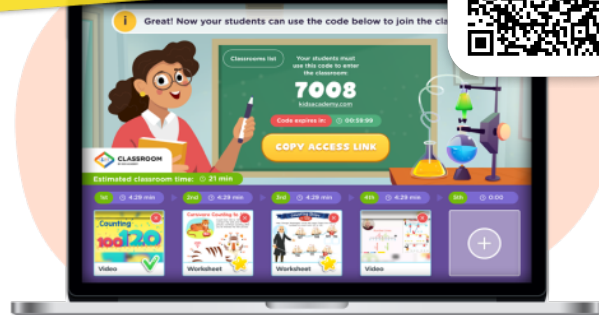 Great! Now your students can use the code below to join the cla
Classrooms list
Your students must
use this code to enter
the classroom
7008
kidsacademy.com
Code expires in: 00:59:99
COPY ACCESS LINK
CLASSROOM
Estimated classroom time: 21 min
1st 4:29 min
2nd 4:29 min
3rd 4:29 min
4th 4:29 min
5th 0:00
Counting
100 120
Video
Worksheet
Worksheet
Video